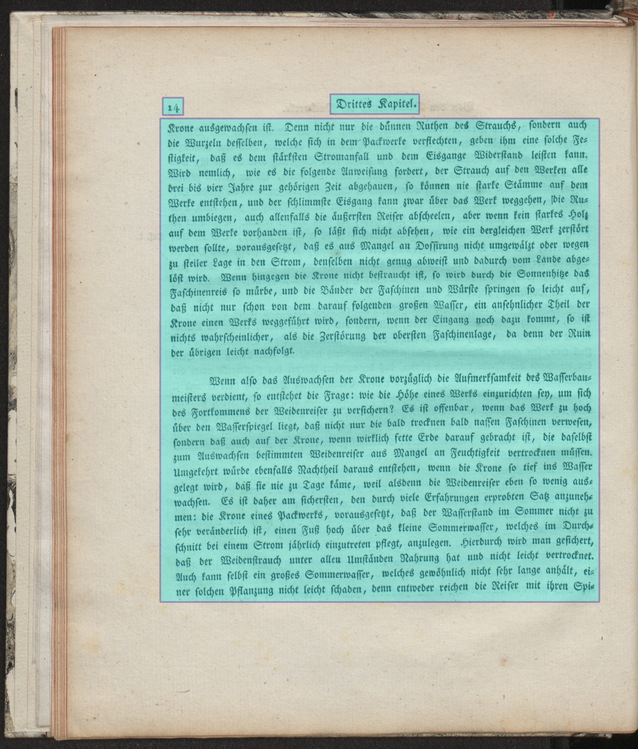 14
Drittes Kapitel.
Krone ausgewachsen ist. Denn nicht nur die dünnen Ruthen des Strauchs, sondern auch
die Wurzeln desselben, welche sich in dem Packwerke verflechten, geben ihm eine solche Fe-
stigkeit, daß es dem stärksten Stromanfall und dem Eisgange Widerstand leisten kann.
Wird nemlich, wie es die folgende Anweisung fordert, der Strauch auf den Werken alle
drei bis vier Jahre zur gehörigen Zeit abgehauen, so können nie starke Stämme auf dem
Werke entstehen, und der schlimmste Eisgang kann zwar über das Werk weggehen, die Ru-
then umbiegen, auch allenfalls die äußersten Reiser abscheelen, aber wenn kein starkes Holz
auf dem Werke vorhanden ist, so läßt sich nicht absehen, wie ein dergleichen Werk zerstört
werden sollte, vorausgesetzt, daß es aus Mangel an Dossirung nicht umgewälzt oder wegen
zu steiler Lage in den Strom, denselben nicht genug abweist und dadurch vom Lande abge-
löst wird. Wenn hingegen die Krone nicht bestraucht ist, so wird durch die Sonnenhitze das
Faschinenreis so mürbe, und die Bänder der Faschinen und Würste springen so leicht auf,
daß nicht nur schon von dem darauf folgenden großen Wasser, ein ansehnlicher Theil der
Krone einen Werks weggeführt wird, sondern, wenn der Eingang noch dazu kommt, so ist
nichts wahrscheinlicher, als die Zerstörung der obersten Faschinenlage, da denn der Ruin
der übrigen leicht nachfolgt.
Wenn also das Auswachsen der Krone vorzüglich die Aufmerksamkeit des Wasserbau-
meisters verdient, so entstehet die Frage: wie die Höhe eines Werks einzurichten sey, um sich
des Fortkommens der Weidenreiser zu versichern? Es ist offenbar, wenn das Werk zu hoch
über den Wasserspiegel liegt, daß nicht nur die bald trocknen bald nassen Faschinen verwesen,
sondern daß auch auf der Krone, wenn wirklich fette Erde darauf gebracht ist, die daselbst
zum Auswachsen bestimmten Weidenreiser aus Mangel an Feuchtigkeit vertrocknen müssen.
Umgekehrt würde ebenfalls Nachtheil daraus entstehen, wenn die Krone so tief ins Wasser
gelegt wird, daß sie nie zu Tage käme, weil alsdenn die Weidenreiser eben so wenig aus-
wachsen. Es ist daher am sichersten, den durch viele Erfahrungen erprobten Satz anzuneh-
men: die Krone eines Packwerks, vorausgesetzt, daß der Wasserstand im Sommer nicht zu
sehr veränderlich ist, einen Fuß hoch über das kleine Sommerwasser, welches im Durch-
schnitt bei einem Strom jährlich einzutreten pflegt, anzulegen. Hierdurch wird man gesichert,
daß der Weidenstrauch unter allen Umständen Nahrung hat und nicht leicht vertrocknet.
Auch kann selbst ein großes Sommerwasser, welches gewöhnlich nicht sehr lange anhält, ei-
ner solchen Pflanzung nicht leicht schaden, denn entweder reichen die Reiser mit ihren Spi-